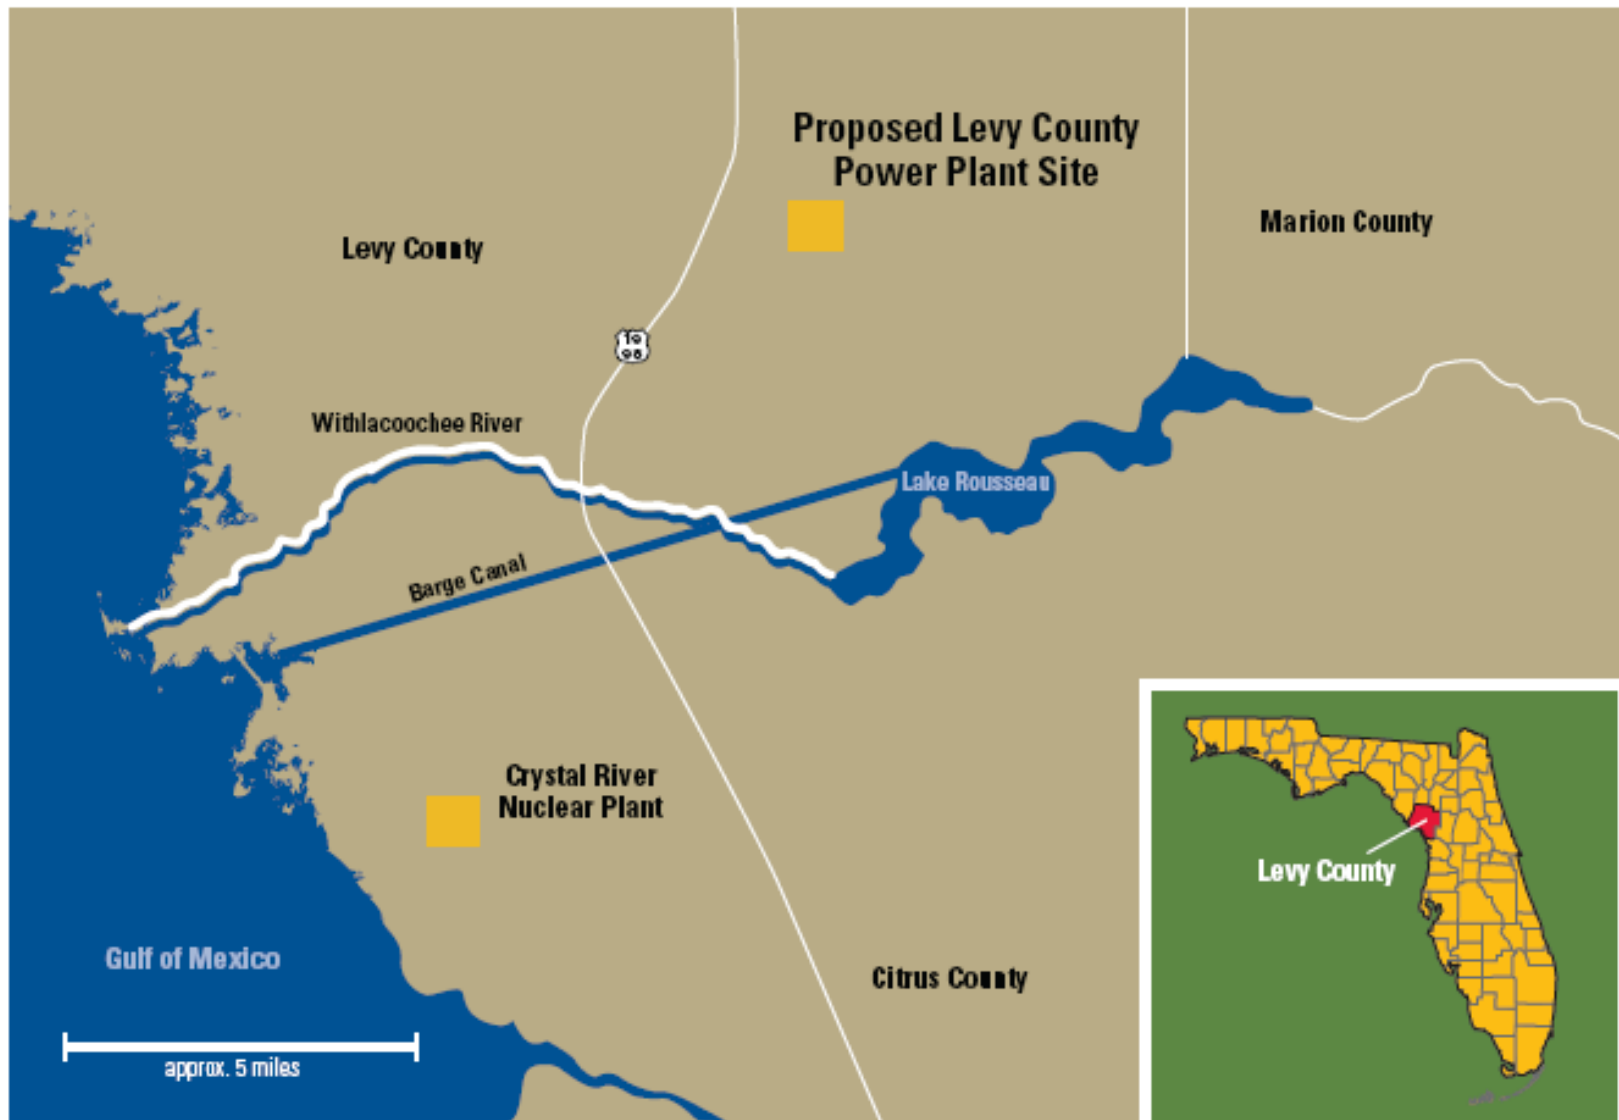 Proposed Levy County
Power Plant Site
Marion County
Levy County
19
98
Withlacoochee River
Lake Rousseau
Barge Canal
Crystal River
Nuclear Plant
Levy County
Gulf of Mexico
Citrus County
approx. 5 miles